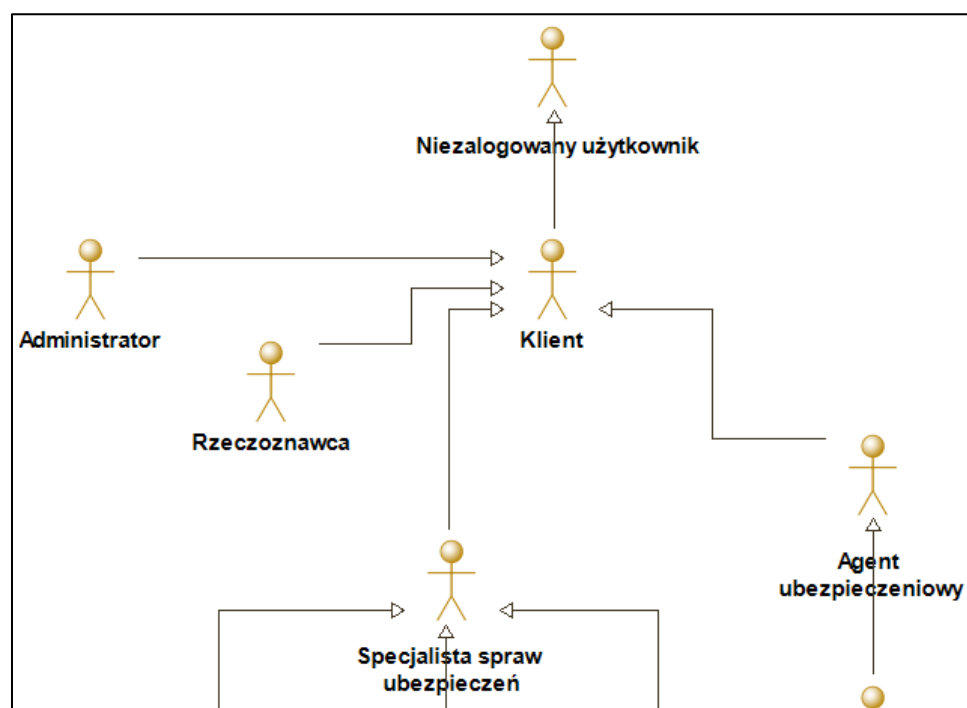 Niezalogowany użytkownik
Administrator
Klient
Rzeczoznawca
Agent
ubezpieczeniowy
Specjalista spraw
ubezpieczeń